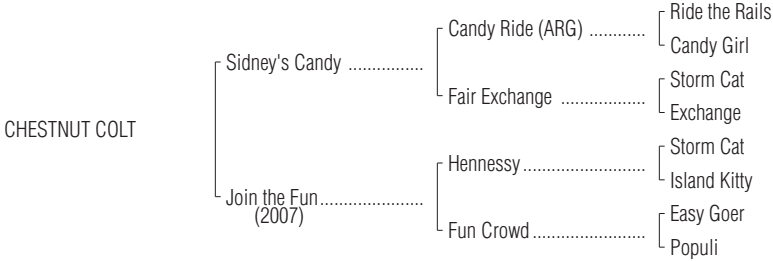 Ride the Rails
Candy Ride (ARG) ............
Candy Girl
Sidney's Candy ................
Storm Cat
Fair Exchange ..................
Exchange
CHESTNUT COLT
Storm Cat
Hennessy..........................
Island Kitty
Join the Fun......................
(2007)
Easy Goer
Fun Crowd........................
Populi